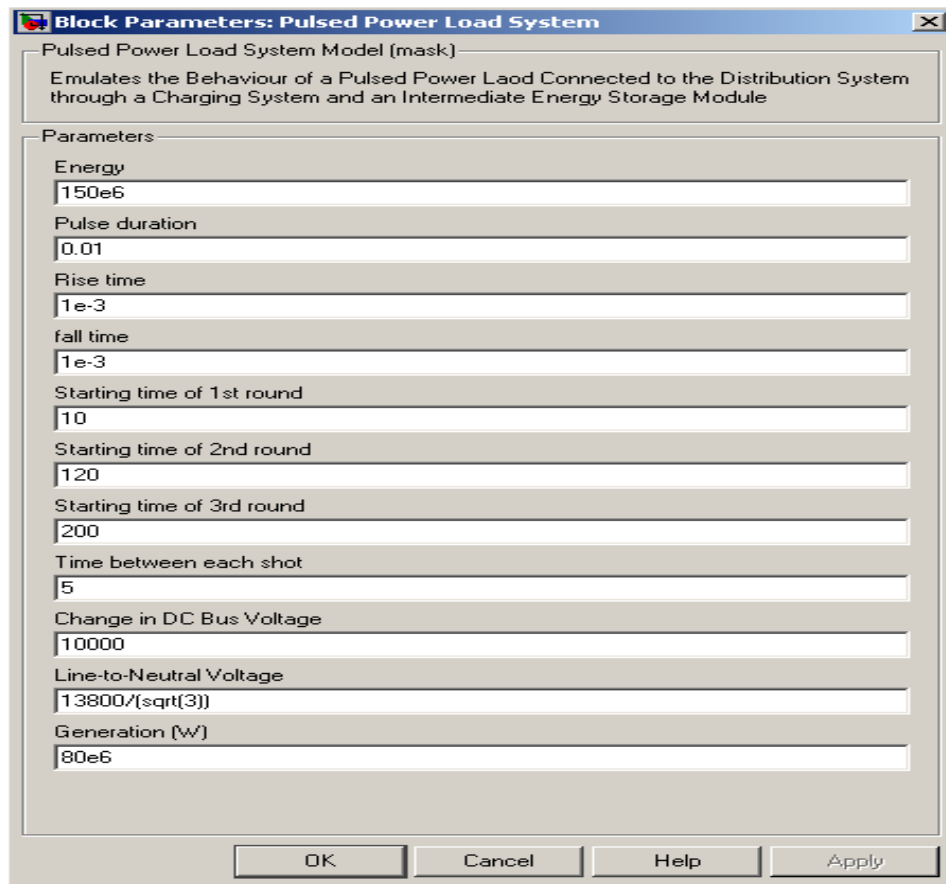 Block Parameters: Pulsed Power Load System
Pulsed Power Load System Model (mask)
Emulates the Behaviour of a Pulsed Power Laod Connected to the Distribution System
through a Charging System and an Intermediate Energy Storage Module
Parameters
Energy
150e6
Pulse duration
0.01
Rise time
1e-3
fall time
1e-3
Starting time of 1st round
10
Starting time of 2nd round
120
Starting time of 3rd round
200
Time between each shot
5
Change in DC Bus Voltage
10000
Line-to-Neutral Voltage
13800/(sqrt(3))
Generation (W)
80e6
OK Cancel Help Apply